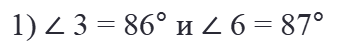 1) ∠ 3 = 86° и ∠ 6 = 87°